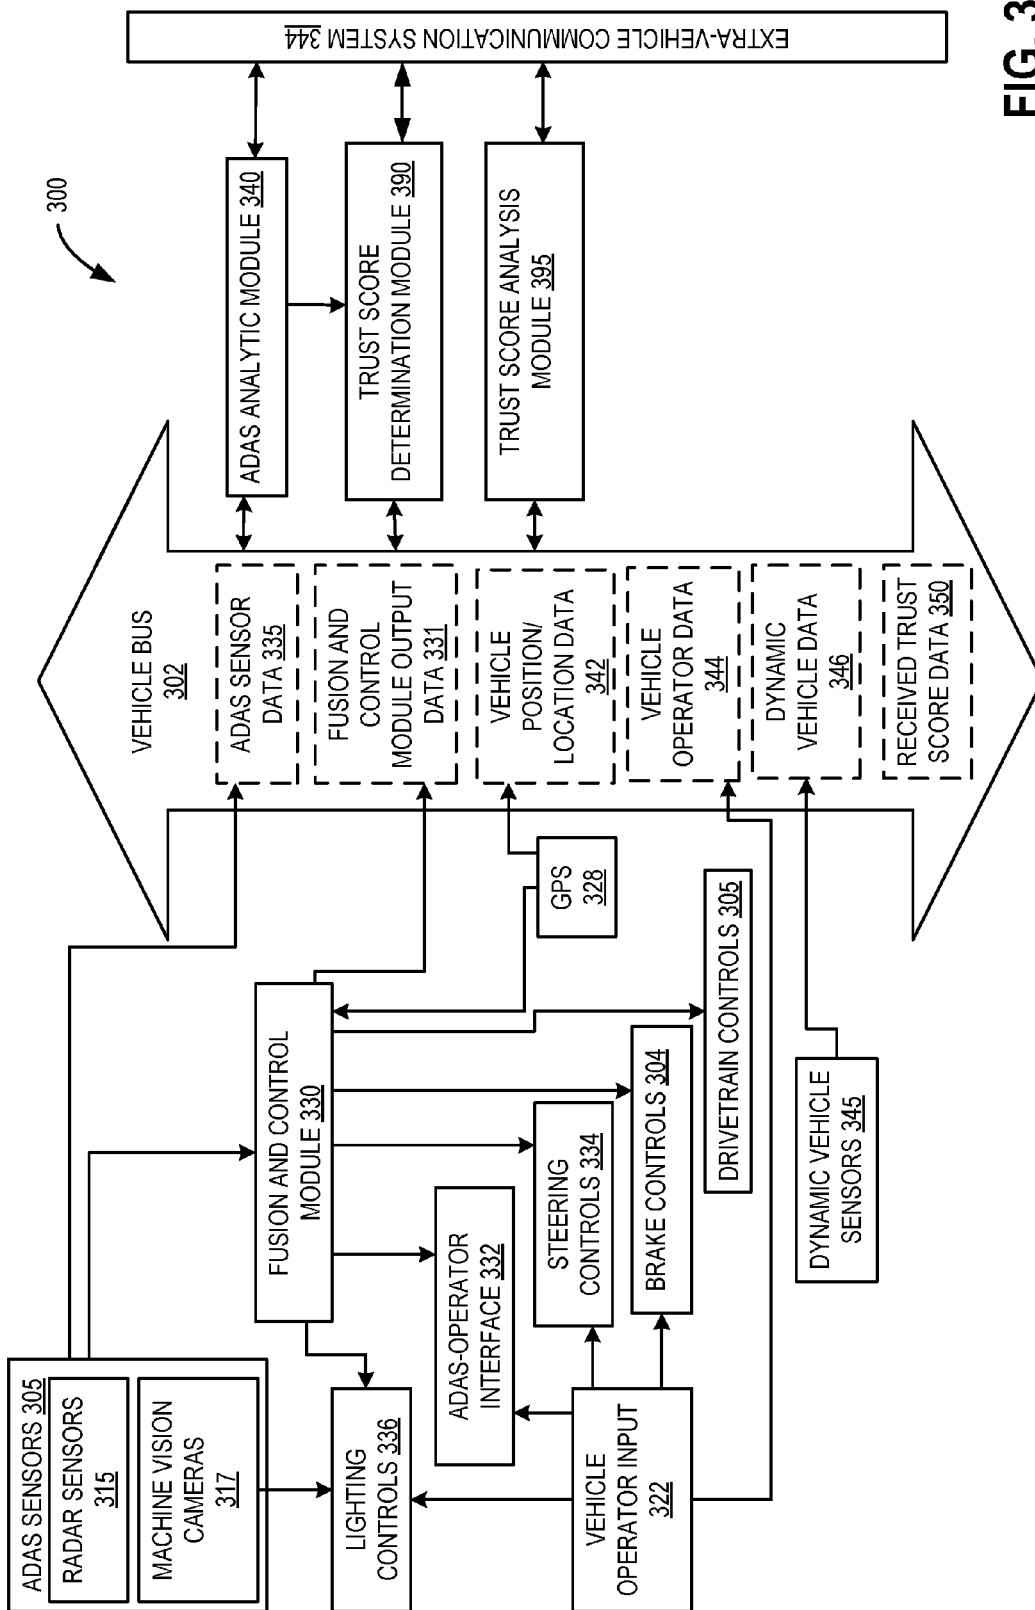 300
EXTRA-VEHICLE COMMUNICATION SYSTEM 344
ADAS ANALYTIC MODULE 340
TRUST SCORE
DETERMINATION MODULE 390
TRUST SCORE ANALYSIS
MODULE 395
VEHICLE BUS
302
ADAS SENSOR
DATA 335
FUSION AND
CONTROL
MODULE OUTPUT
DATA 331
VEHICLE
POSITION/
LOCATION DATA
342
VEHICLE
OPERATOR DATA
344
DYNAMIC
VEHICLE DATA
346
RECEIVED TRUST
SCORE DATA 350
GPS
328
FUSION AND CONTROL
MODULE 330
DRIVETRAIN CONTROLS 305
BRAKE CONTROLS 304
STEERING
CONTROLS 334
ADAS-OPERATOR
INTERFACE 332
DYNAMIC VEHICLE
SENSORS 345
ADAS SENSORS 305
RADAR SENSORS
315
MACHINE VISION
CAMERAS
317
LIGHTING
CONTROLS 336
VEHICLE
OPERATOR INPUT
322
FIG. 3